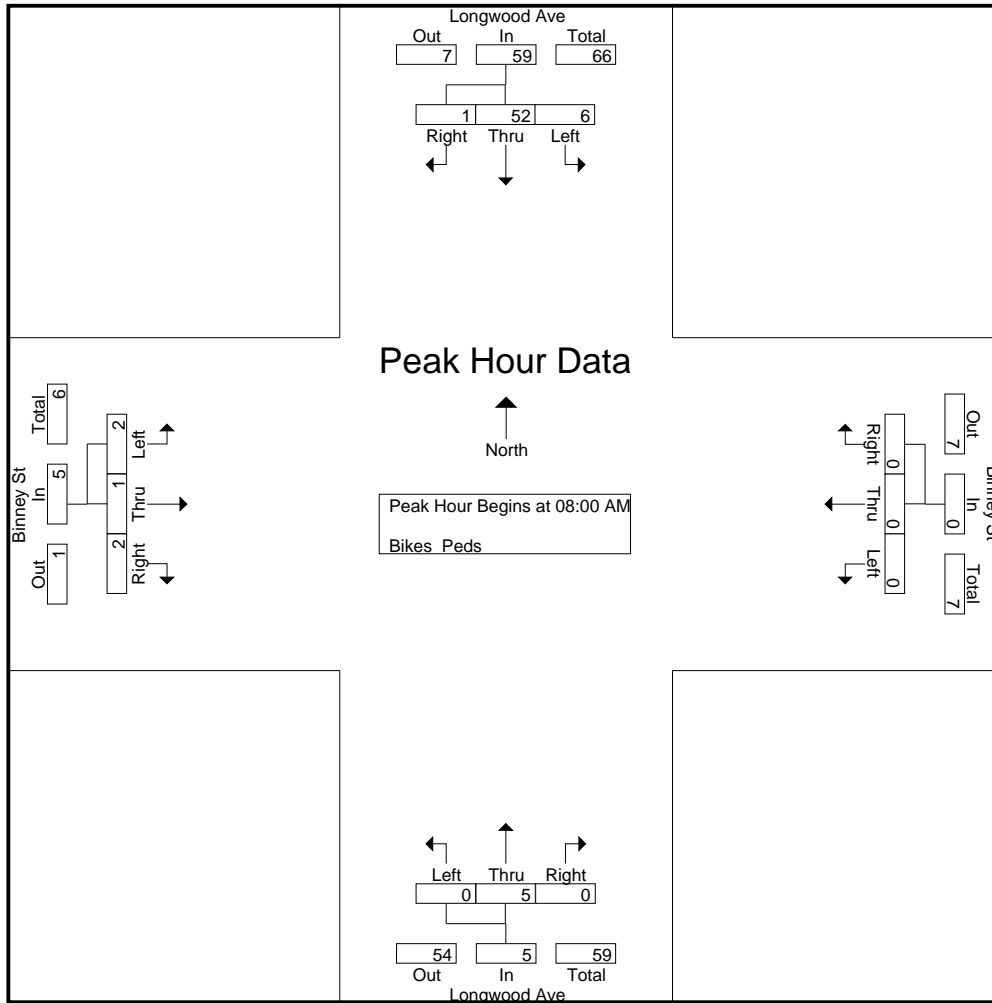 Longwood Ave
Out In Total
7 59 66
1 52 6
Right Thru Left
Peak Hour Data
North
Peak Hour Begins at 08:00 AM
Bikes Peds
Binney St
Total In Out
6 5 1
2 1 2
Left Thru Right
Right Thru Left
0 0 0
7 0 7
Out In Total
Binney St
Left Thru Right
0 5 0
54 5 59
Out In Total
Longwood Ave